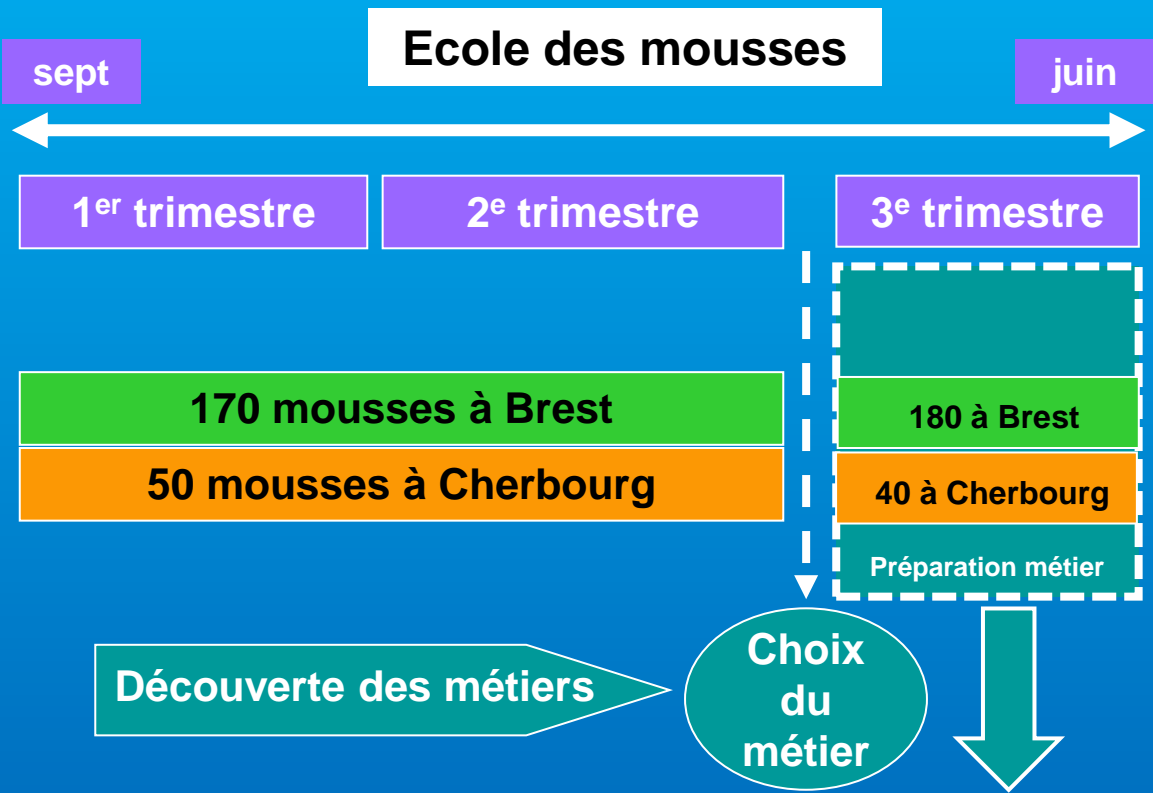 Ecole des mousses
sept
juin
1er trimestre
2e trimestre
3e trimestre
170 mousses à Brest
180 à Brest
50 mousses à Cherbourg
40 à Cherbourg
Préparation métier
Découverte des métiers
Choix
du
métier